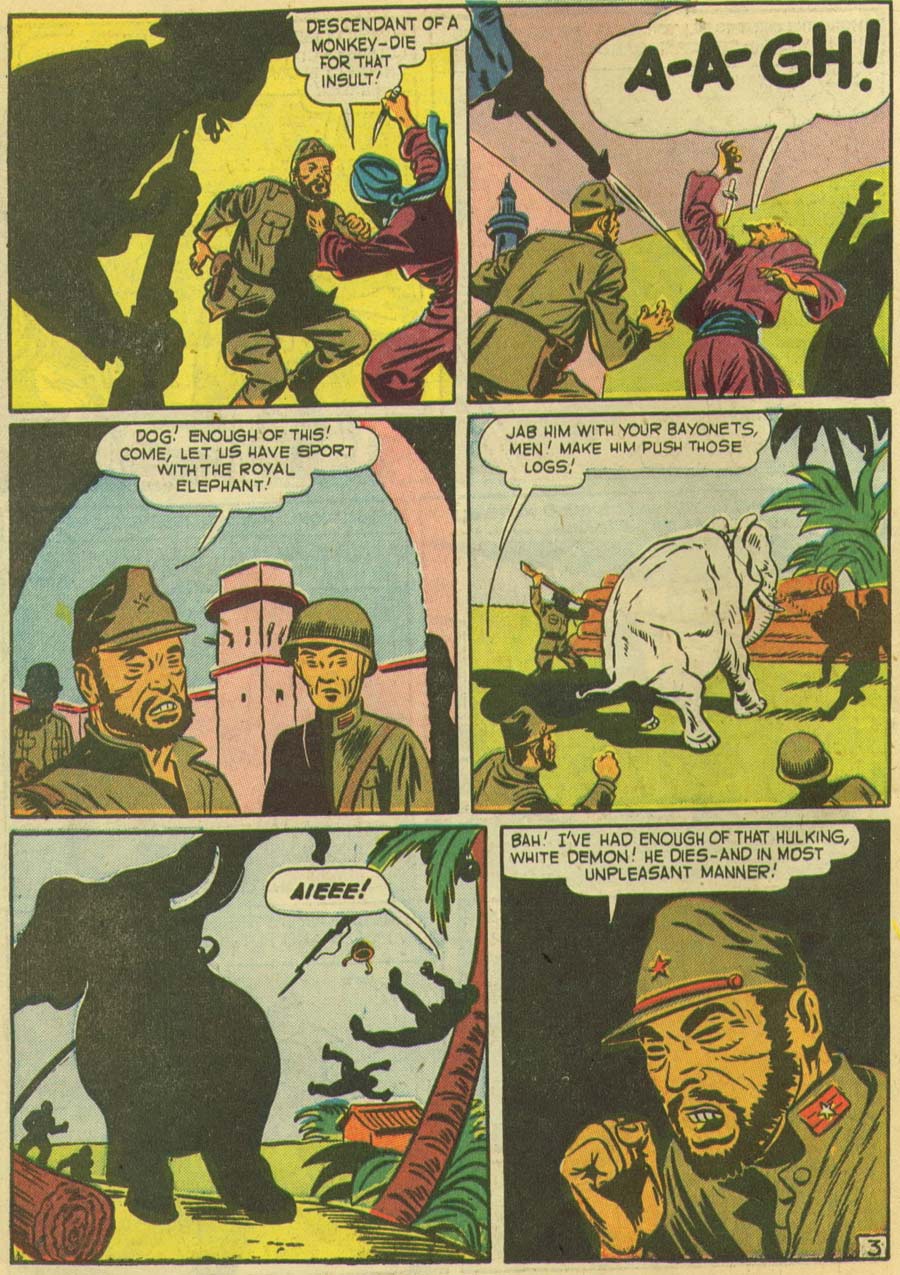 DESCENDANT OF A
MONKEY-DIE
FOR THAT
INSULT!
A-A-GH!
DOG! ENOUGH OF THIS!
COME, LET US HAVE SPORT
WITH THE ROYAL
ELEPHANT!
JAB HIM WITH YOUR BAYONETS,
MEN! MAKE HIM PUSH THOSE
LOGS!
AIEEE!
BAH! I'VE HAD ENOUGH OF THAT HULKING,
WHITE DEMON! HE DIES-AND IN MOST
UNPLEASANT MANNER!
3